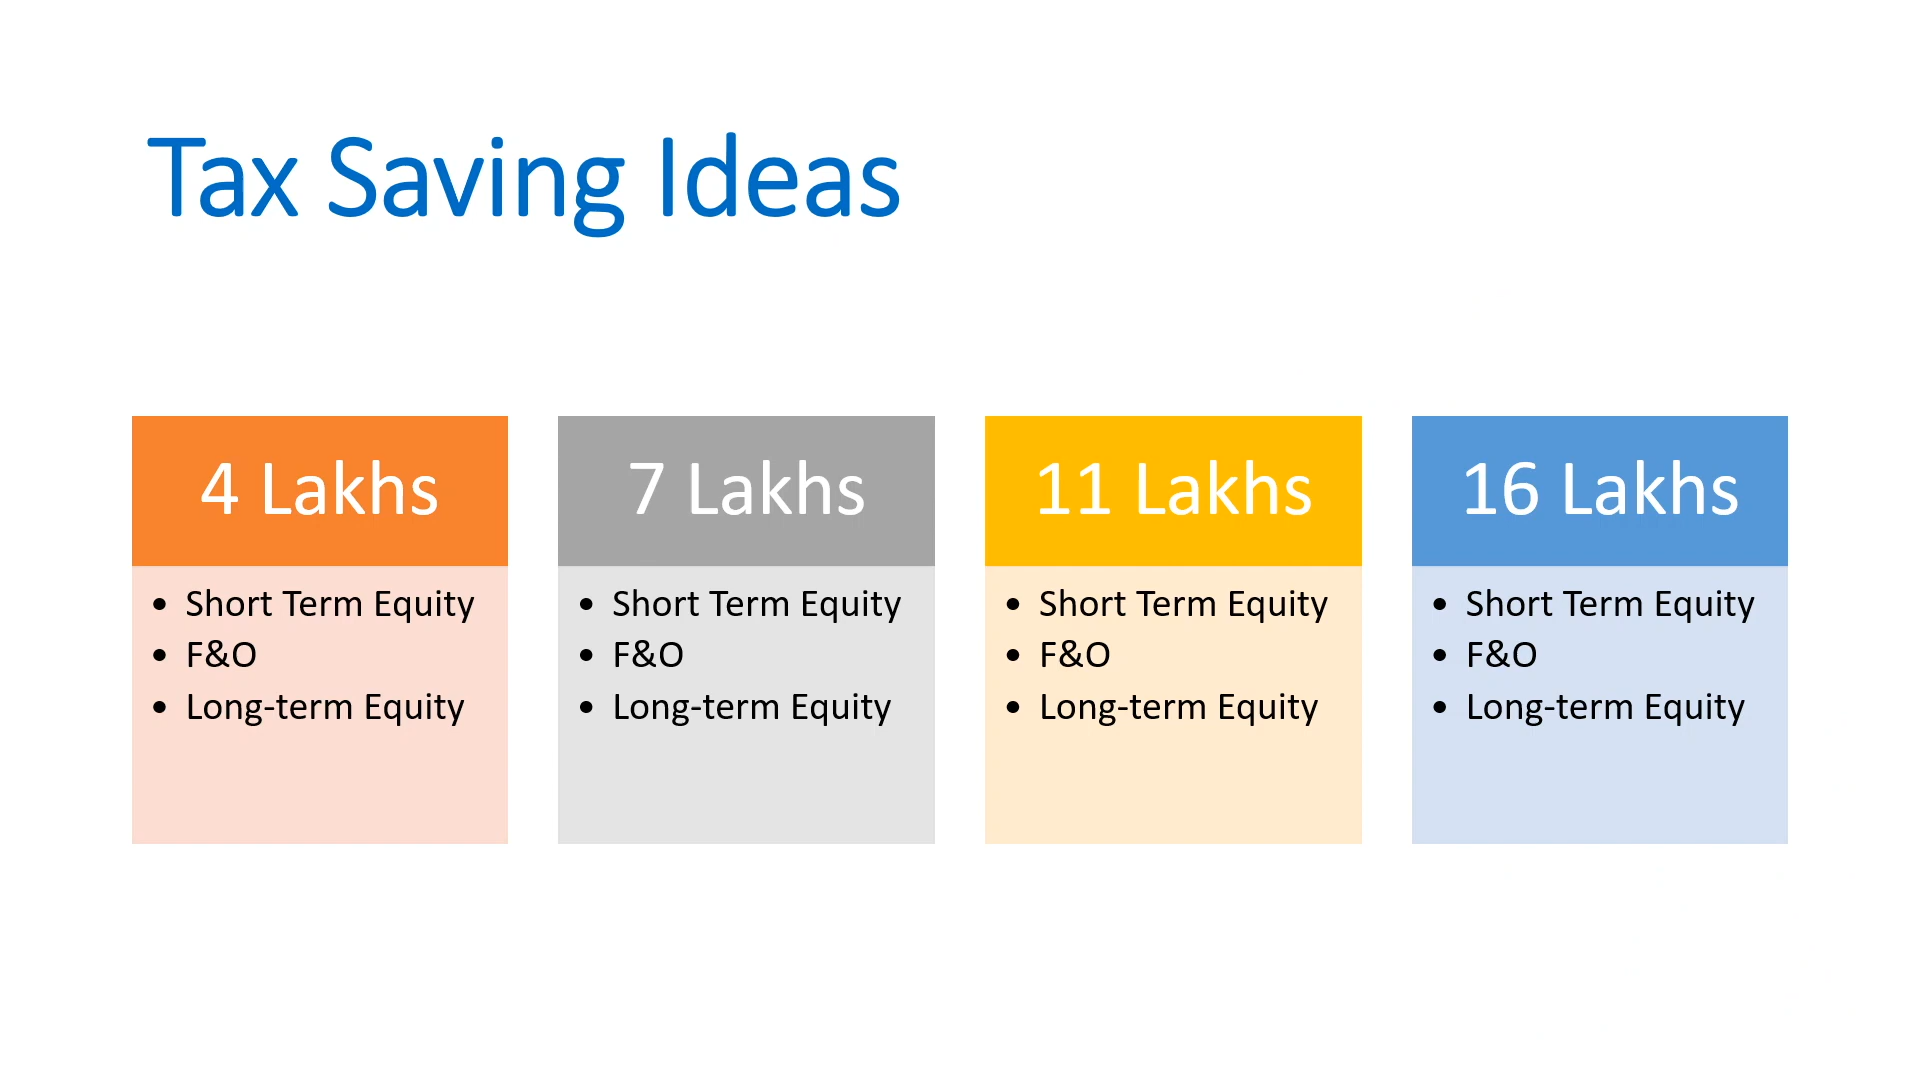 Tax Saving Ideas
4 Lakhs
• Short Term Equity
• F&O
• Long-term Equity
7 Lakhs
• Short Term Equity
• F&O
• Long-term Equity
11 Lakhs
• Short Term Equity
• F&O
• Long-term Equity
16 Lakhs
• Short Term Equity
• F&O
• Long-term Equity